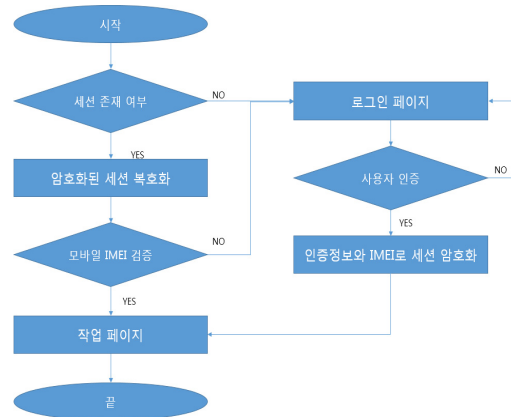 시작
세션 존재 여부
NO
로그인 페이지
YES
암호화된 세션 복호화
사용자 인증
NO
YES
모바일 IMEI 검증
NO
인증정보와 IMEI로 세션 암호화
YES
작업 페이지
끝